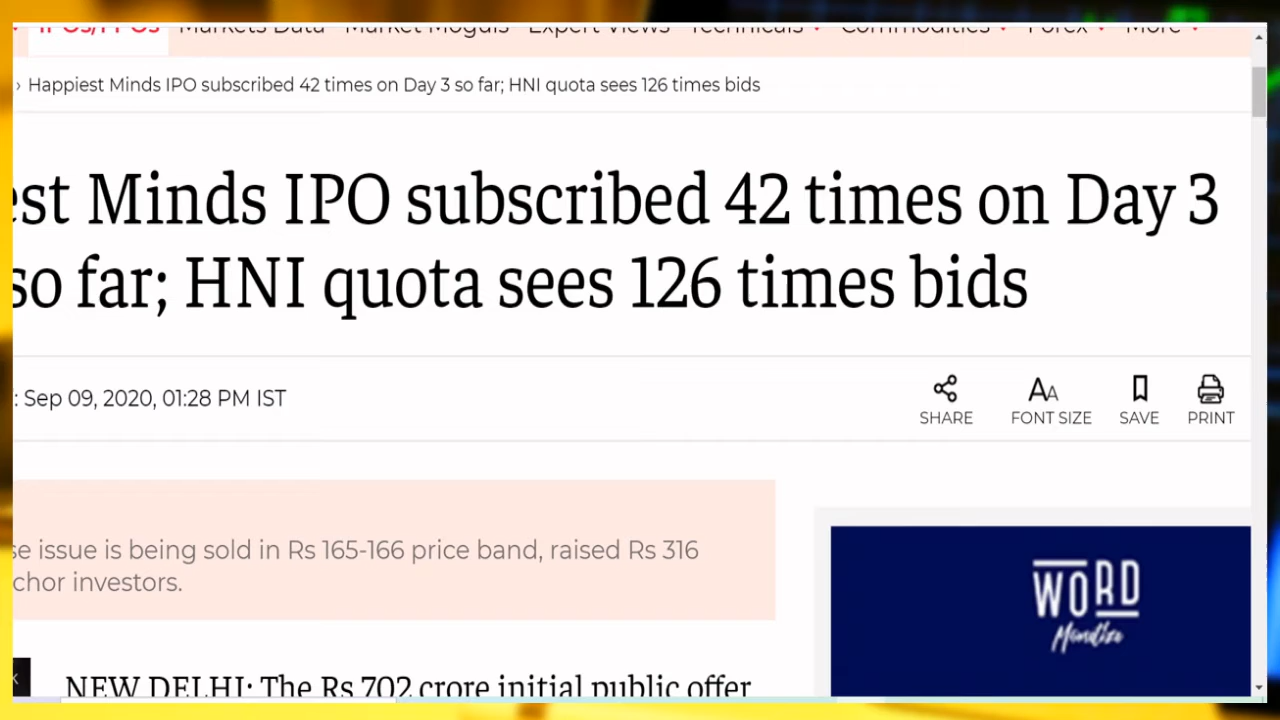 IPOs/FPOs Markets Data Market Moguls Expert Views Technicals Commodities Forex More
› Happiest Minds IPO subscribed 42 times on Day 3 so far; HNI quota sees 126 times bids
est Minds IPO subscribed 42 times on Day 3
so far; HNI quota sees 126 times bids
: Sep 09, 2020, 01:28 PM IST
SHARE FONT SIZE SAVE PRINT
se issue is being sold in Rs 165-166 price band, raised Rs 316
chor investors.
WORD
NEW DELHI: The Rs 702 crore initial public offer